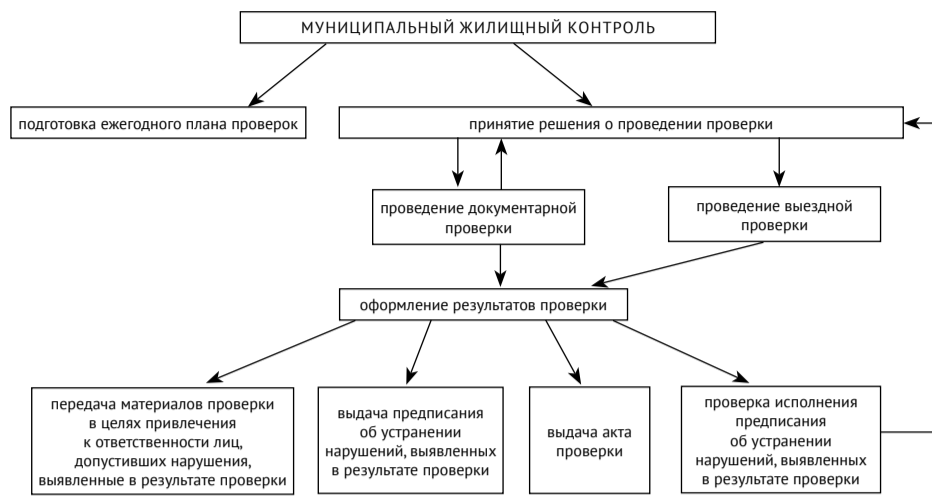 МУНИЦИПАЛЬНЫЙ ЖИЛИЩНЫЙ КОНТРОЛЬ
подготовка ежегодного плана проверок
принятие решения о проведении проверки
проведение документарной
проверки
проведение выездной
проверки
оформление результатов проверки
передача материалов проверки
в целях привлечения
к ответственности лиц,
допустивших нарушения,
выявленные в результате проверки
выдача предписания
об устранении
нарушений, выявленных
в результате проверки
выдача акта
проверки
проверка исполнения
предписания
об устранении
нарушений, выявленных
в результате проверки